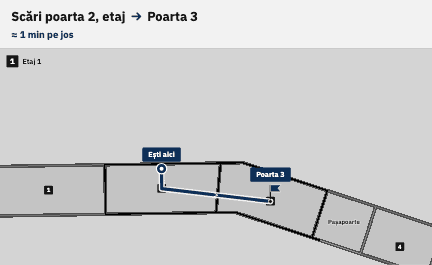 Scări poarta 2, etaj → Poarta 3
≈ 1 min pe jos
1 Etaj 1
Ești aici
Poarta 3
1
Pașapoarte
4